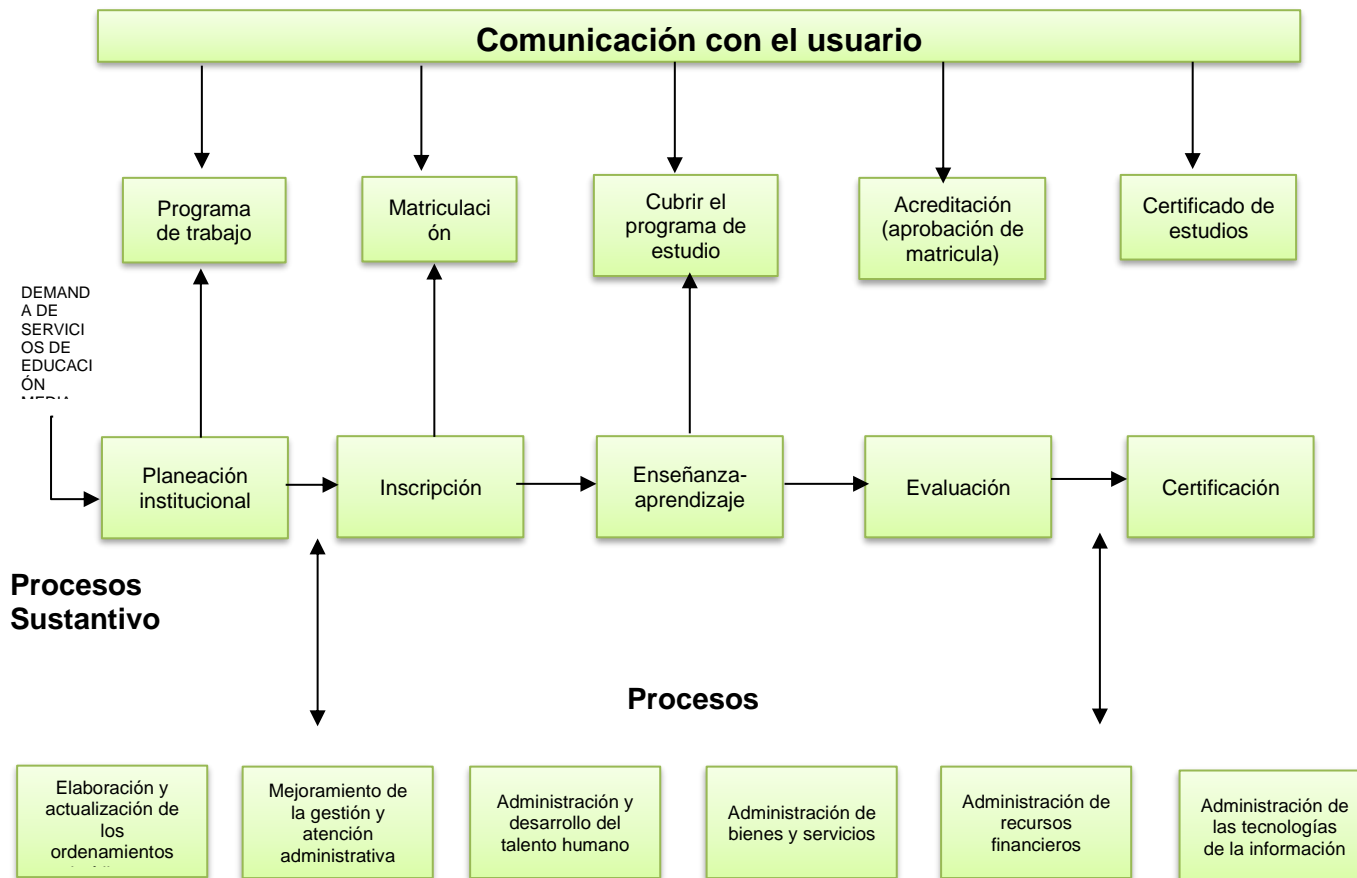 Comunicación con el usuario
Programa
de trabajo
Matriculaci
ón
Cubrir el
programa de
estudio
Acreditación
(aprobación de
matricula)
Certificado de
estudios
DEMAND
A DE
SERVICI
OS DE
EDUCACI
ÓN
Planeación
institucional
Inscripción
Enseñanza-
aprendizaje
Evaluación
Certificación
Procesos
Sustantivo
Procesos
Elaboración y
actualización de
los
ordenamientos
Mejoramiento de
la gestión y
atención
administrativa
Administración y
desarrollo del
talento humano
Administración de
bienes y servicios
Administración de
recursos
financieros
Administración de
las tecnologías
de la información